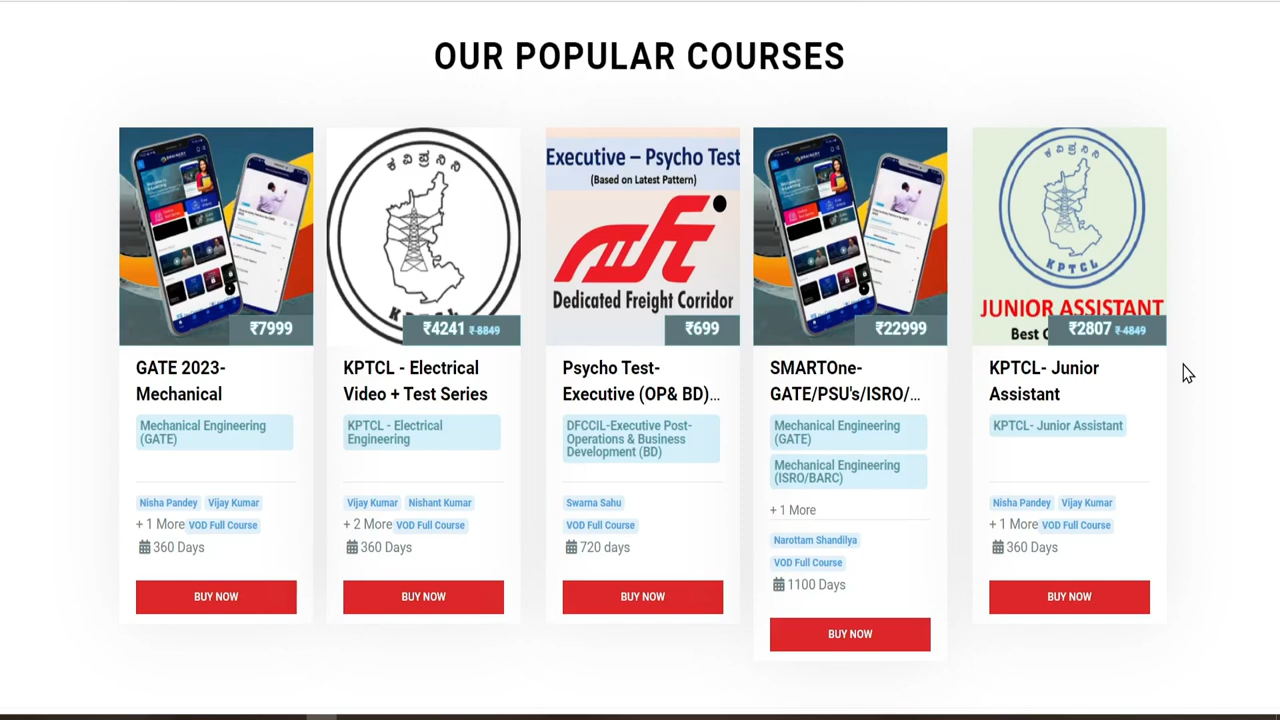 OUR POPULAR COURSES
₹7999
GATE 2023-
Mechanical
Mechanical Engineering
(GATE)
Nisha Pandey Vijay Kumar
+ 1 More VOD Full Course
360 Days
BUY NOW
ಕ ವಿ ಪ್ರ ನಿ ನಿ
₹4241 ₹ 8849
KPTCL - Electrical
Video + Test Series
KPTCL - Electrical
Engineering
Vijay Kumar Nishant Kumar
+ 2 More VOD Full Course
360 Days
BUY NOW
Executive – Psycho Test
(Based on Latest Pattern)
Dedicated Freight Corridor
₹699
Psycho Test-
Executive (OP& BD)...
DFCCIL-Executive Post-
Operations & Business
Development (BD)
Swarna Sahu
VOD Full Course
720 days
BUY NOW
₹22999
SMARTOne-
GATE/PSU's/ISRO/...
Mechanical Engineering
(GATE)
Mechanical Engineering
(ISRO/BARC)
+ 1 More
Narottam Shandilya
VOD Full Course
1100 Days
BUY NOW
ಕ ವಿ ಪ್ರ ನಿ ನಿ
KPTCL
JUNIOR ASSISTANT
Best
₹2807 ₹ 4849
KPTCL- Junior
Assistant
KPTCL- Junior Assistant
Nisha Pandey Vijay Kumar
+ 1 More VOD Full Course
360 Days
BUY NOW